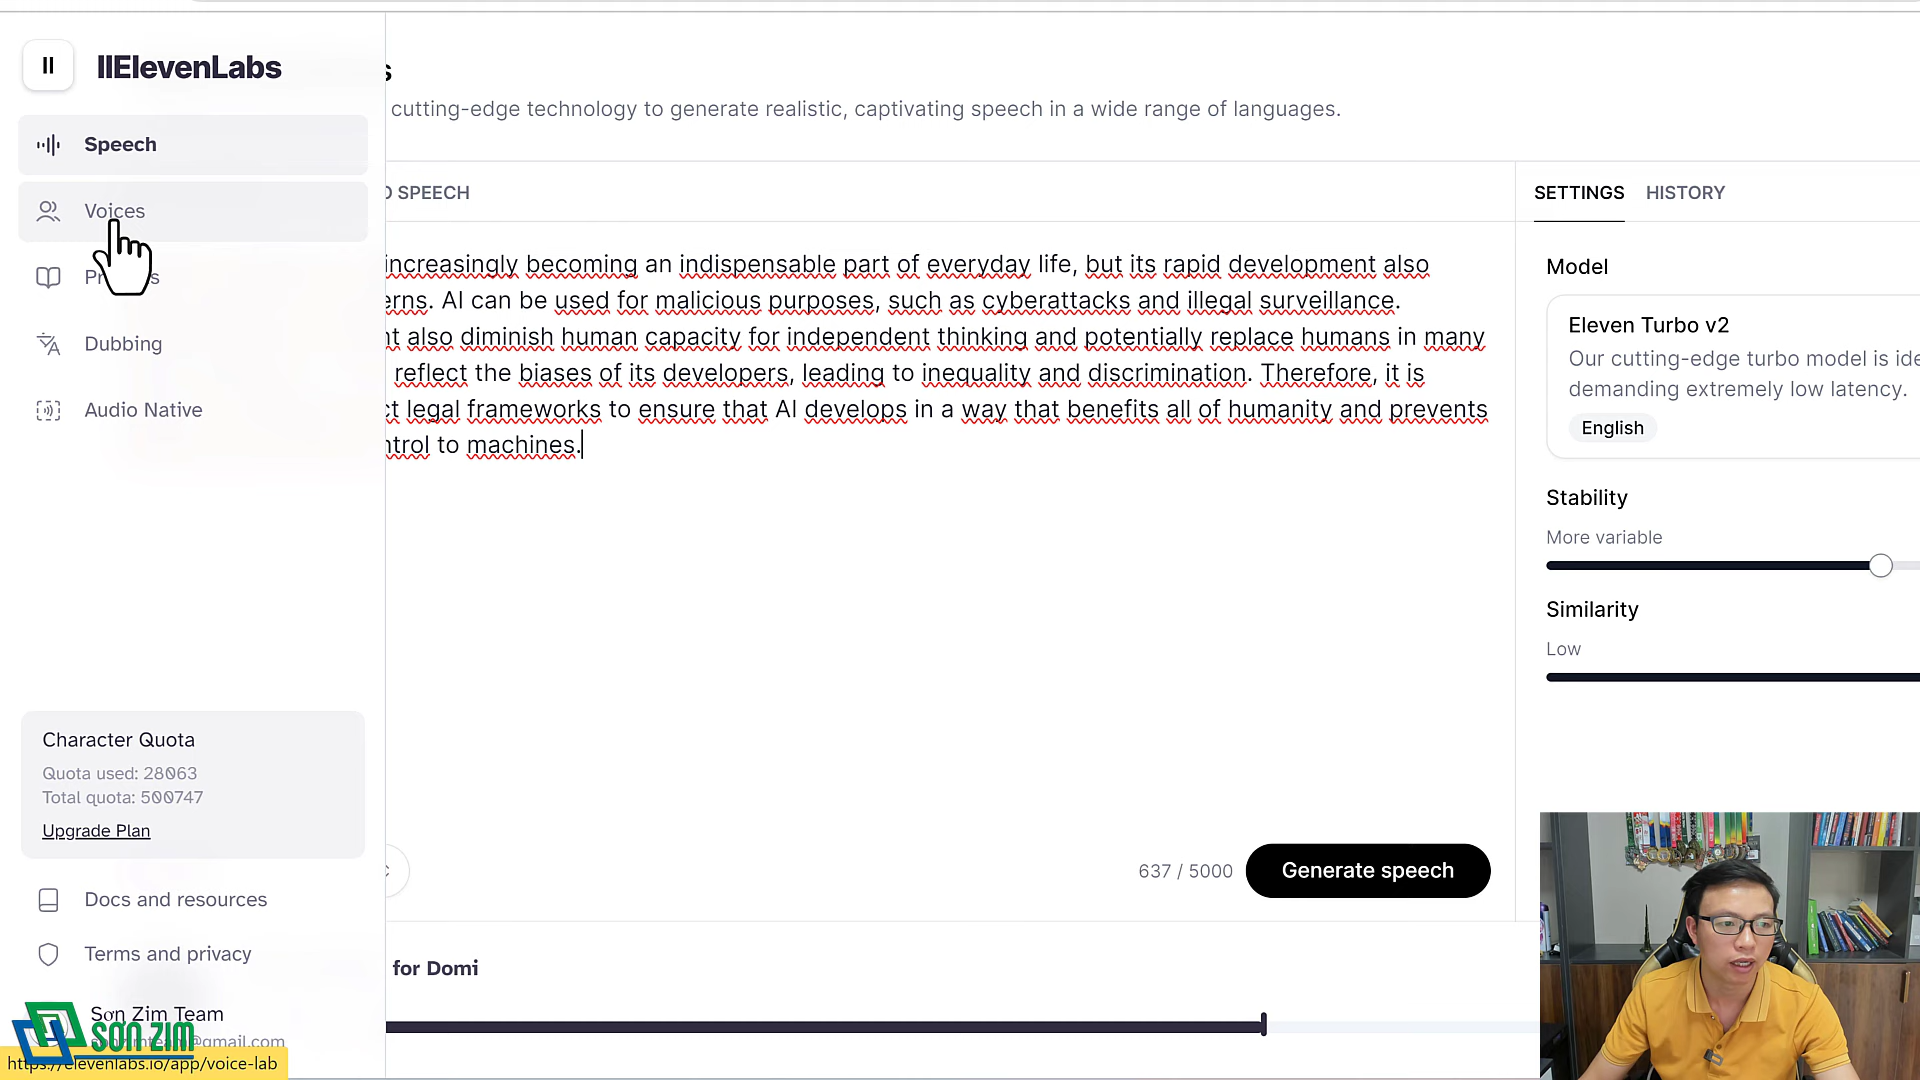 IIElevenLabs
Speech
Voices
Dubbing
Audio Native
cutting-edge technology to generate realistic, captivating speech in a wide range of languages.
SPEECH
increasingly becoming an indispensable part of everyday life, but its rapid development also
erns. AI can be used for malicious purposes, such as cyberattacks and illegal surveillance.
also diminish human capacity for independent thinking and potentially replace humans in many
reflect the biases of its developers, leading to inequality and discrimination. Therefore, it is
ct legal frameworks to ensure that AI develops in a way that benefits all of humanity and prevents
ntrol to machines.
637 / 5000
Generate speech
SETTINGS
HISTORY
Model
Eleven Turbo v2
Our cutting-edge turbo model is ide
demanding extremely low latency.
English
Stability
More variable
Similarity
Low
Character Quota
Quota used: 28063
Total quota: 500747
Upgrade Plan
Docs and resources
Terms and privacy
Sơn Zim Team
@gmail.com
SƠN ZIM
https://elevenlabs.io/app/voice-lab
for Domi